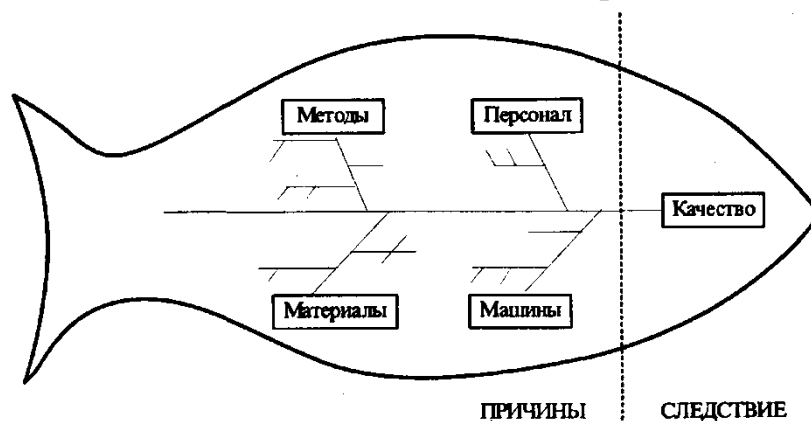 Методы
Персонал
Качество
Материалы
Машины
ПРИЧИНЫ
СЛЕДСТВИЕ